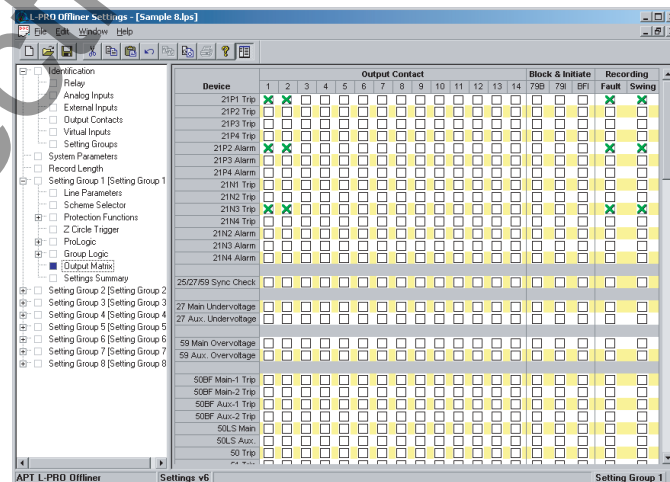 L-PRO Offliner Settings - [Sample 8.lps]
File Edit Window Help
Identification
Relay
Analog Inputs
External Inputs
Output Contacts
Virtual Inputs
Setting Groups
System Parameters
Record Length
Setting Group 1 [Setting Group 1
Line Parameters
Scheme Selector
Protection Functions
Z Circle Trigger
ProLogic
Group Logic
Output Matrix
Settings Summary
Setting Group 2 [Setting Group 2
Setting Group 3 [Setting Group 3
Setting Group 4 [Setting Group 4
Setting Group 5 [Setting Group 5
Setting Group 6 [Setting Group 6
Setting Group 7 [Setting Group 7
Setting Group 8 [Setting Group 8
Output Contact Block & Initiate Recording
Device 1 2 3 4 5 6 7 8 9 10 11 12 13 14 79B 79I BFI Fault Swing
21P1 Trip
21P2 Trip
21P3 Trip
21P4 Trip
21P2 Alarm
21P3 Alarm
21P4 Alarm
21N1 Trip
21N2 Trip
21N3 Trip
21N4 Trip
21N2 Alarm
21N3 Alarm
21N4 Alarm
25/27/59 Sync Check
27 Main Undervoltage
27 Aux. Undervoltage
59 Main Overvoltage
59 Aux. Overvoltage
50BF Main-1 Trip
50BF Main-2 Trip
50BF Aux-1 Trip
50BF Aux-2 Trip
50LS Main
50LS Aux.
50 Trip
APT L-PRO Offliner Settings v6 Setting Group 1